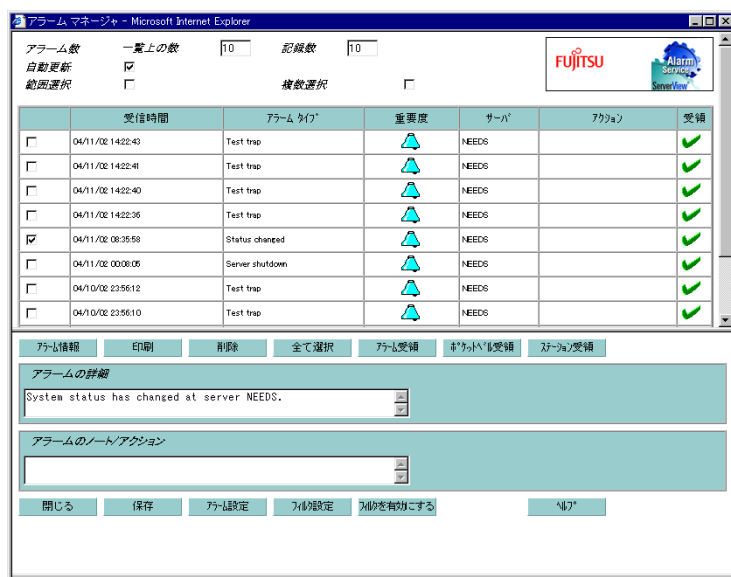 アラーム マネージャ - Microsoft Internet Explorer
アラーム数 一覧上の数 10 記録数 10
自動更新
範囲選択 複数選択
FUJITSU
Alarm Service
ServerView
受信時間 ｱﾗｰﾑ ﾀｲﾌﾟ 重要度 ｻｰﾊﾞ ｱｸｼｮﾝ 受領
04/11/02 14:22:43 Test trap NEEDS
04/11/02 14:22:41 Test trap NEEDS
04/11/02 14:22:40 Test trap NEEDS
04/11/02 14:22:36 Test trap NEEDS
04/11/02 08:35:58 Status changed NEEDS
04/11/02 00:08:05 Server shutdown NEEDS
04/10/02 23:56:12 Test trap NEEDS
04/10/02 23:56:10 Test trap NEEDS
ｱﾗｰﾑ情報 印刷 削除 全て選択 ｱﾗｰﾑ受領 ﾎﾟｹｯﾄﾍﾞﾙ受領 ｽﾃｰｼｮﾝ受領
アラームの詳細
System status has changed at server NEEDS.
アラームのノート/アクション
閉じる 保存 ｱﾗｰﾑ設定 ﾌｨﾙﾀ設定 ﾌｨﾙﾀを有効にする ﾍﾙﾌﾟ